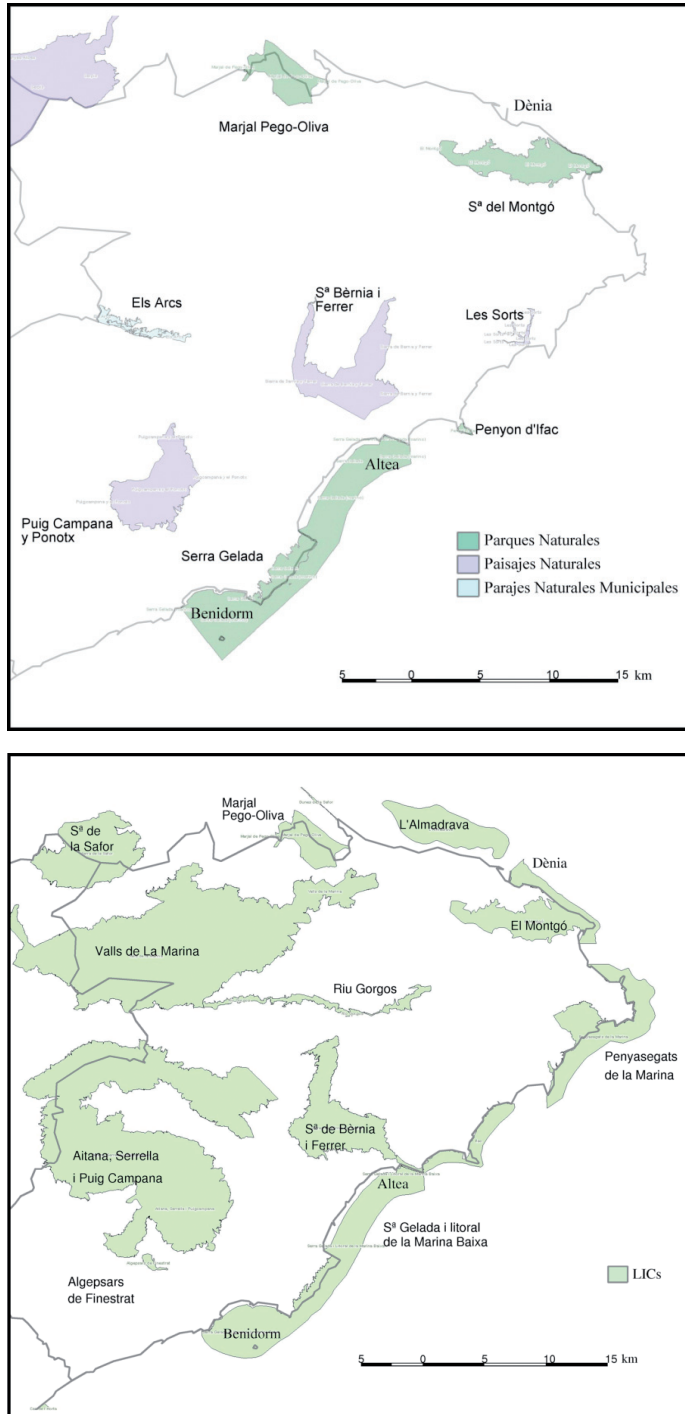 Marjal Pego-Oliva
Dènia
Sª del Montgó
Els Arcs
Sª Bèrnia i
Ferrer
Les Sorts
Penyon d'Ifac
Altea
Puig Campana
y Ponotx
Serra Gelada
Benidorm
Parques Naturales
Paisajes Naturales
Parajes Naturales Municipales
5 0 5 10 15 km
Marjal
Pego-Oliva
Sª de
la Safor
L'Almadrava
Dènia
El Montgó
Valls de La Marina
Riu Gorgos
Penyasegats
de la Marina
Sª de Bèrnia
i Ferrer
Aitana, Serrella
i Puig Campana
Altea
Sª Gelada i litoral
de la Marina Baixa
Algepsars
de Finestrat
LICs
Benidorm
5 0 5 10 15 km